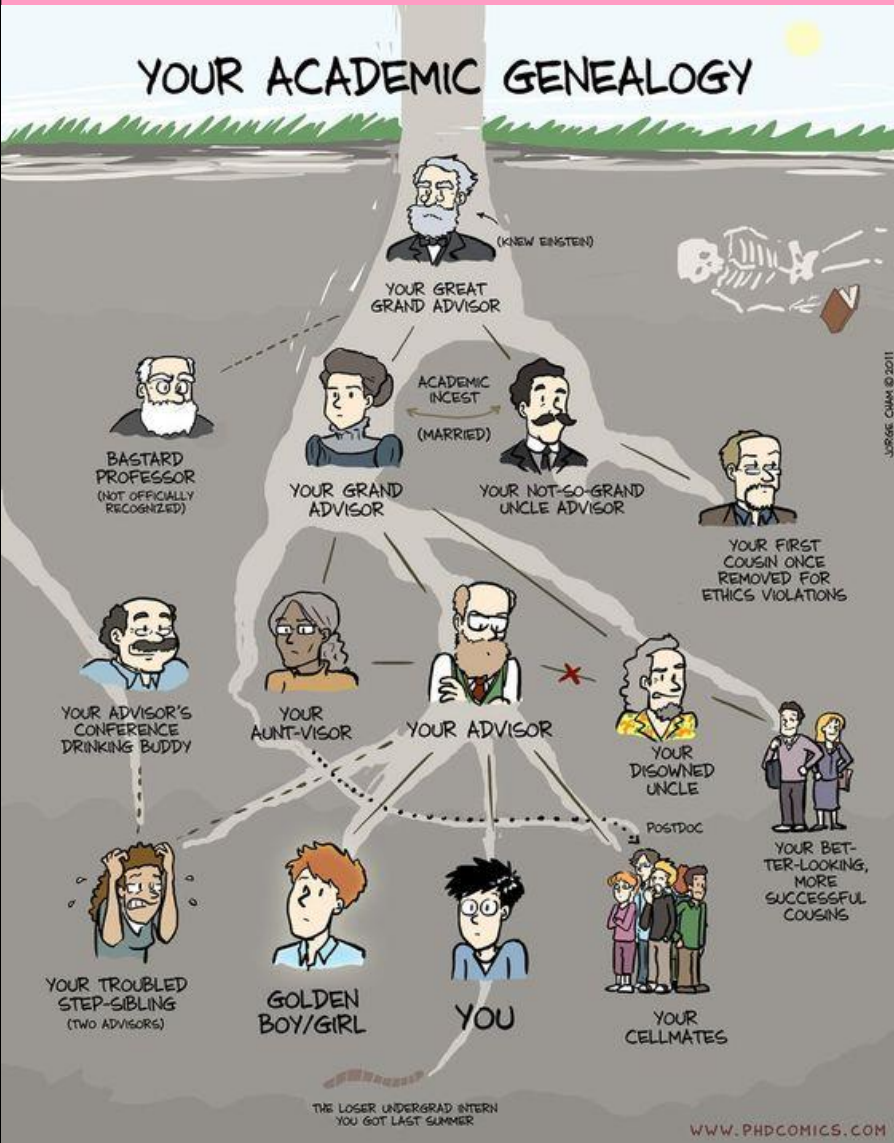 YOUR ACADEMIC GENEALOGY
(KNEW EINSTEIN)
YOUR GREAT
GRAND ADVISOR
JORGE CHAM © 2011
ACADEMIC
INCEST
(MARRIED)
BASTARD
PROFESSOR
(NOT OFFICIALLY
RECOGNIZED)
YOUR GRAND
ADVISOR
YOUR NOT-SO-GRAND
UNCLE ADVISOR
YOUR FIRST
COUSIN ONCE
REMOVED FOR
ETHICS VIOLATIONS
YOUR ADVISOR'S
CONFERENCE
DRINKING BUDDY
YOUR
AUNT-VISOR
YOUR ADVISOR
YOUR
DISOWNED
UNCLE
POSTDOC
YOUR BET-
TER-LOOKING,
MORE
SUCCESSFUL
COUSINS
YOUR TROUBLED
STEP-SIBLING
(TWO ADVISORS)
GOLDEN
BOY/GIRL
YOU
YOUR
CELLMATES
THE LOSER UNDERGRAD INTERN
YOU GOT LAST SUMMER
WWW.PHDCOMICS.COM